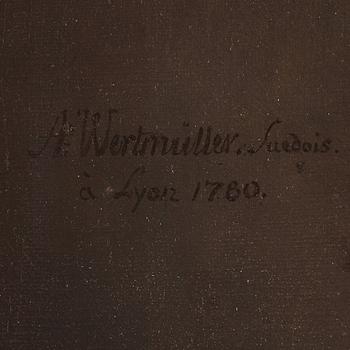 A: Wertmüller. Suedois.
à Lyon 1780.